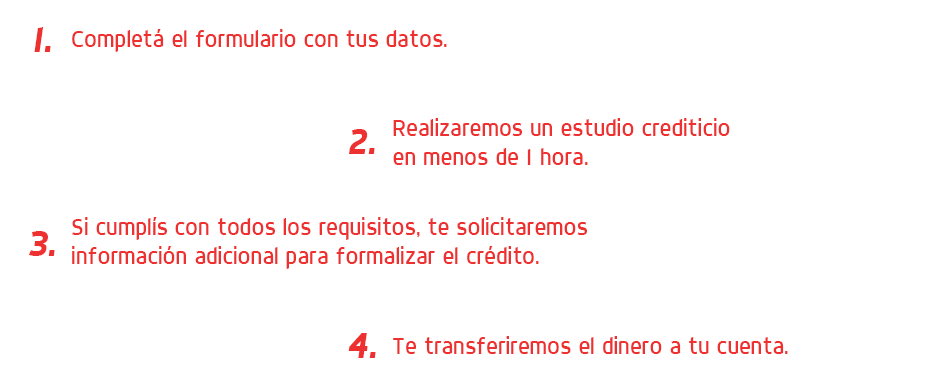 1. Completá el formulario con tus datos.
2. Realizaremos un estudio crediticio
en menos de 1 hora.
3. Si cumplís con todos los requisitos, te solicitaremos
información adicional para formalizar el crédito.
4. Te transferiremos el dinero a tu cuenta.